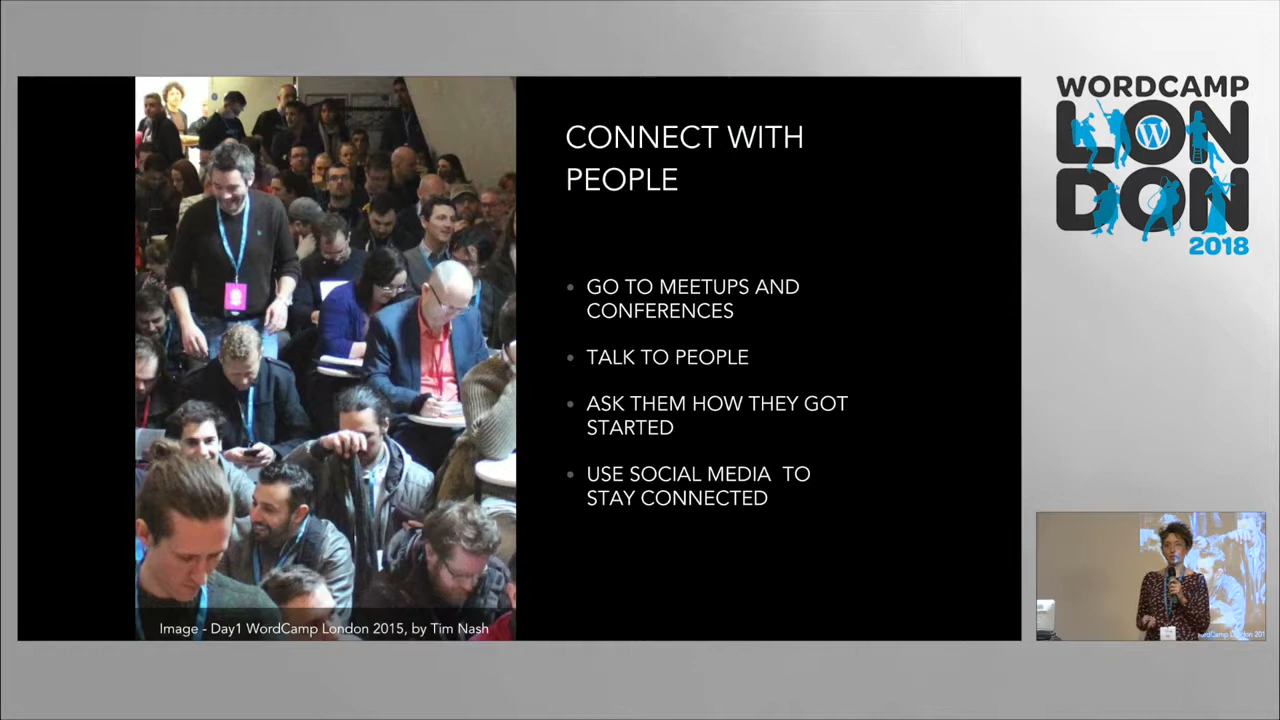 CONNECT WITH
PEOPLE
GO TO MEETUPS AND
CONFERENCES
TALK TO PEOPLE
ASK THEM HOW THEY GOT
STARTED
USE SOCIAL MEDIA  TO
STAY CONNECTED
Image - Day1 WordCamp London 2015, by Tim Nash
WORDCAMP
LON
DON
2018